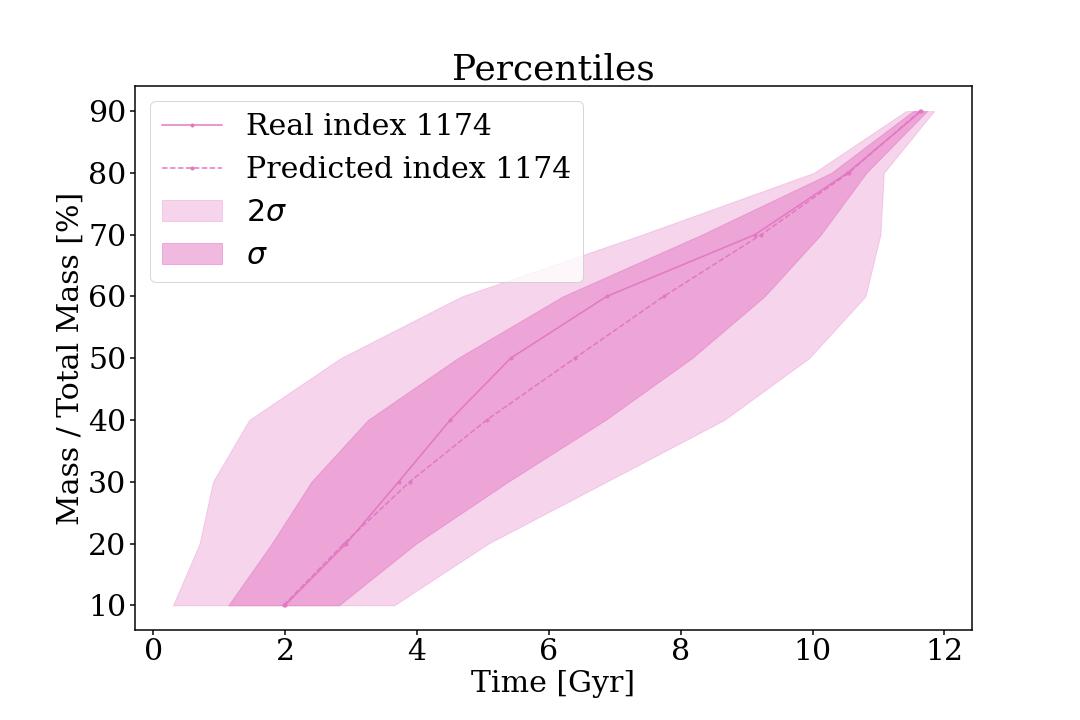 Percentiles
Real index 1174
Predicted index 1174
2σ
σ
Mass / Total Mass [%]
90
80
70
60
50
40
30
20
10
0 2 4 6 8 10 12
Time [Gyr]